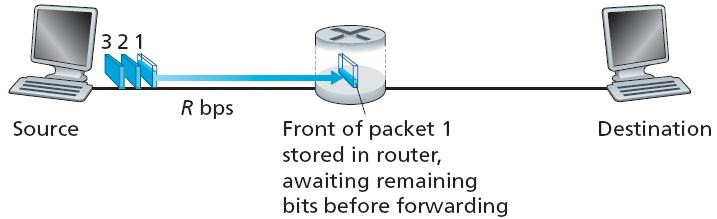 3 2 1
R bps
Source
Front of packet 1
stored in router,
awaiting remaining
bits before forwarding
Destination